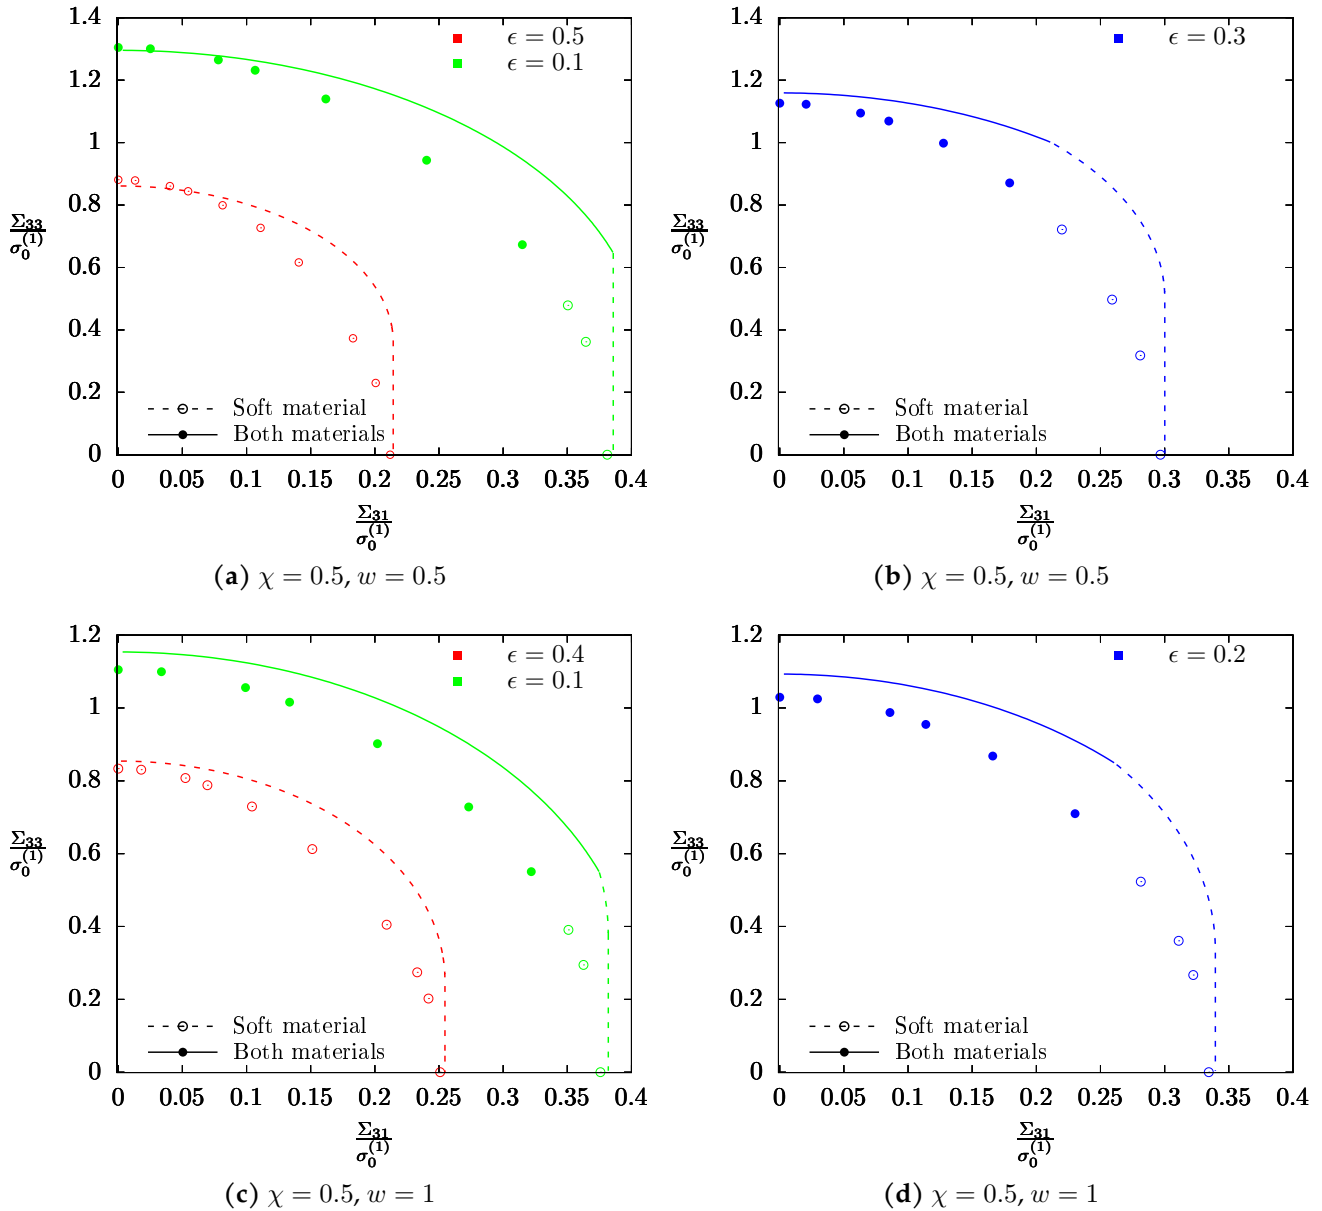 1.4
1.2
1
0.8
0.6
0.4
0.2
0
Σ33
σ0(1)
ϵ = 0.5
ϵ = 0.1
Soft material
Both materials
0 0.05 0.1 0.15 0.2 0.25 0.3 0.35 0.4
Σ31
σ0(1)
(a) χ = 0.5, w = 0.5
1.4
1.2
1
0.8
0.6
0.4
0.2
0
Σ33
σ0(1)
ϵ = 0.3
Soft material
Both materials
0 0.05 0.1 0.15 0.2 0.25 0.3 0.35 0.4
Σ31
σ0(1)
(b) χ = 0.5, w = 0.5
1.2
1
0.8
0.6
0.4
0.2
0
Σ33
σ0(1)
ϵ = 0.4
ϵ = 0.1
Soft material
Both materials
0 0.05 0.1 0.15 0.2 0.25 0.3 0.35 0.4
Σ31
σ0(1)
(c) χ = 0.5, w = 1
1.2
1
0.8
0.6
0.4
0.2
0
Σ33
σ0(1)
ϵ = 0.2
Soft material
Both materials
0 0.05 0.1 0.15 0.2 0.25 0.3 0.35 0.4
Σ31
σ0(1)
(d) χ = 0.5, w = 1